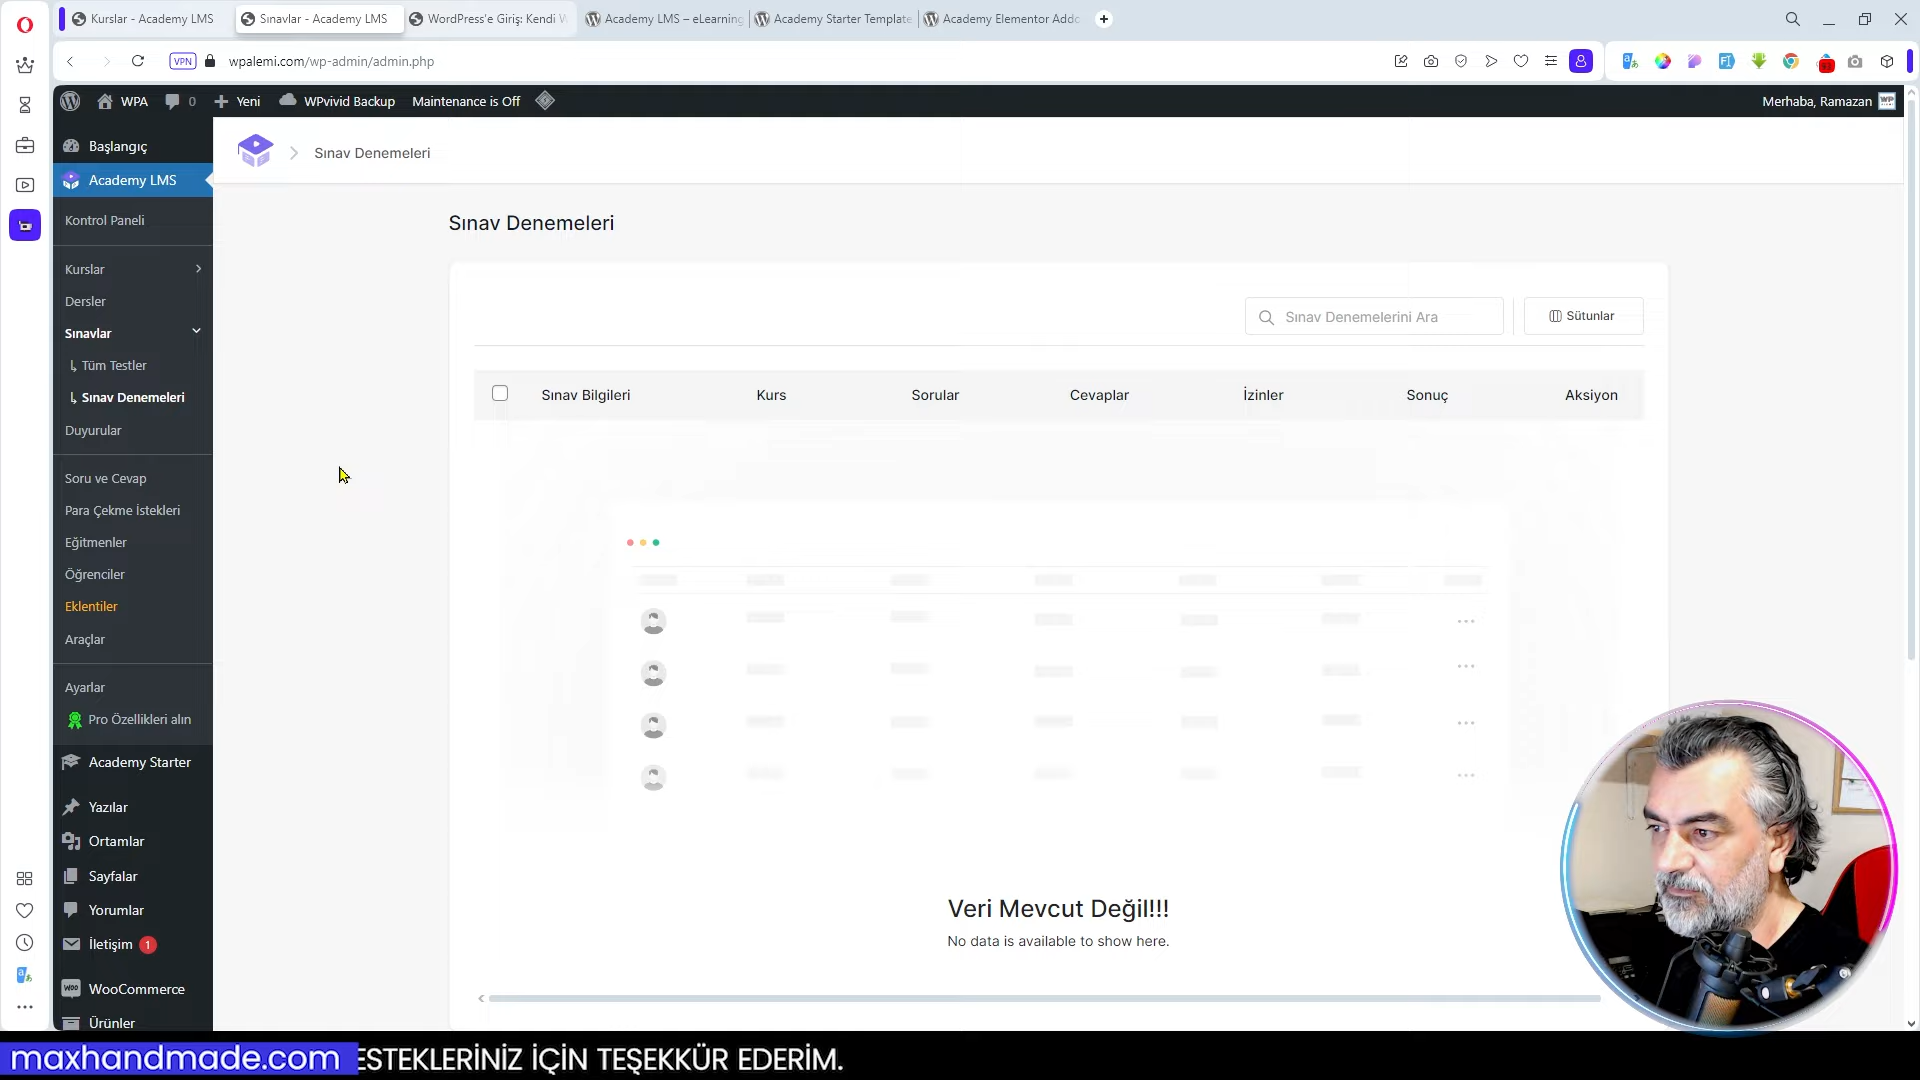 Kurslar - Academy LMS
Sınavlar - Academy LMS
WordPress'e Giriş: Kendi W
Academy LMS – eLearning
Academy Starter Template
Academy Elementor Addo
VPN
wpalemi.com/wp-admin/admin.php
WPA
0
Yeni
WPvivid Backup
Maintenance is Off
Merhaba, Ramazan
Başlangıç
Academy LMS
Kontrol Paneli
Kurslar
Dersler
Sınavlar
Tüm Testler
Sınav Denemeleri
Duyurular
Soru ve Cevap
Para Çekme İstekleri
Eğitmenler
Öğrenciler
Eklentiler
Araçlar
Ayarlar
Pro Özellikleri alın
Academy Starter
Yazılar
Ortamlar
Sayfalar
Yorumlar
İletişim 1
WooCommerce
Ürünler
Sınav Denemeleri
Sınav Denemeleri
Sınav Denemelerini Ara
Sütunlar
Sınav Bilgileri
Kurs
Sorular
Cevaplar
İzinler
Sonuç
Aksiyon
Veri Mevcut Değil!!!
No data is available to show here.
maxhandmade.com
ESTEKLERİNİZ İÇİN TEŞEKKÜR EDERİM.